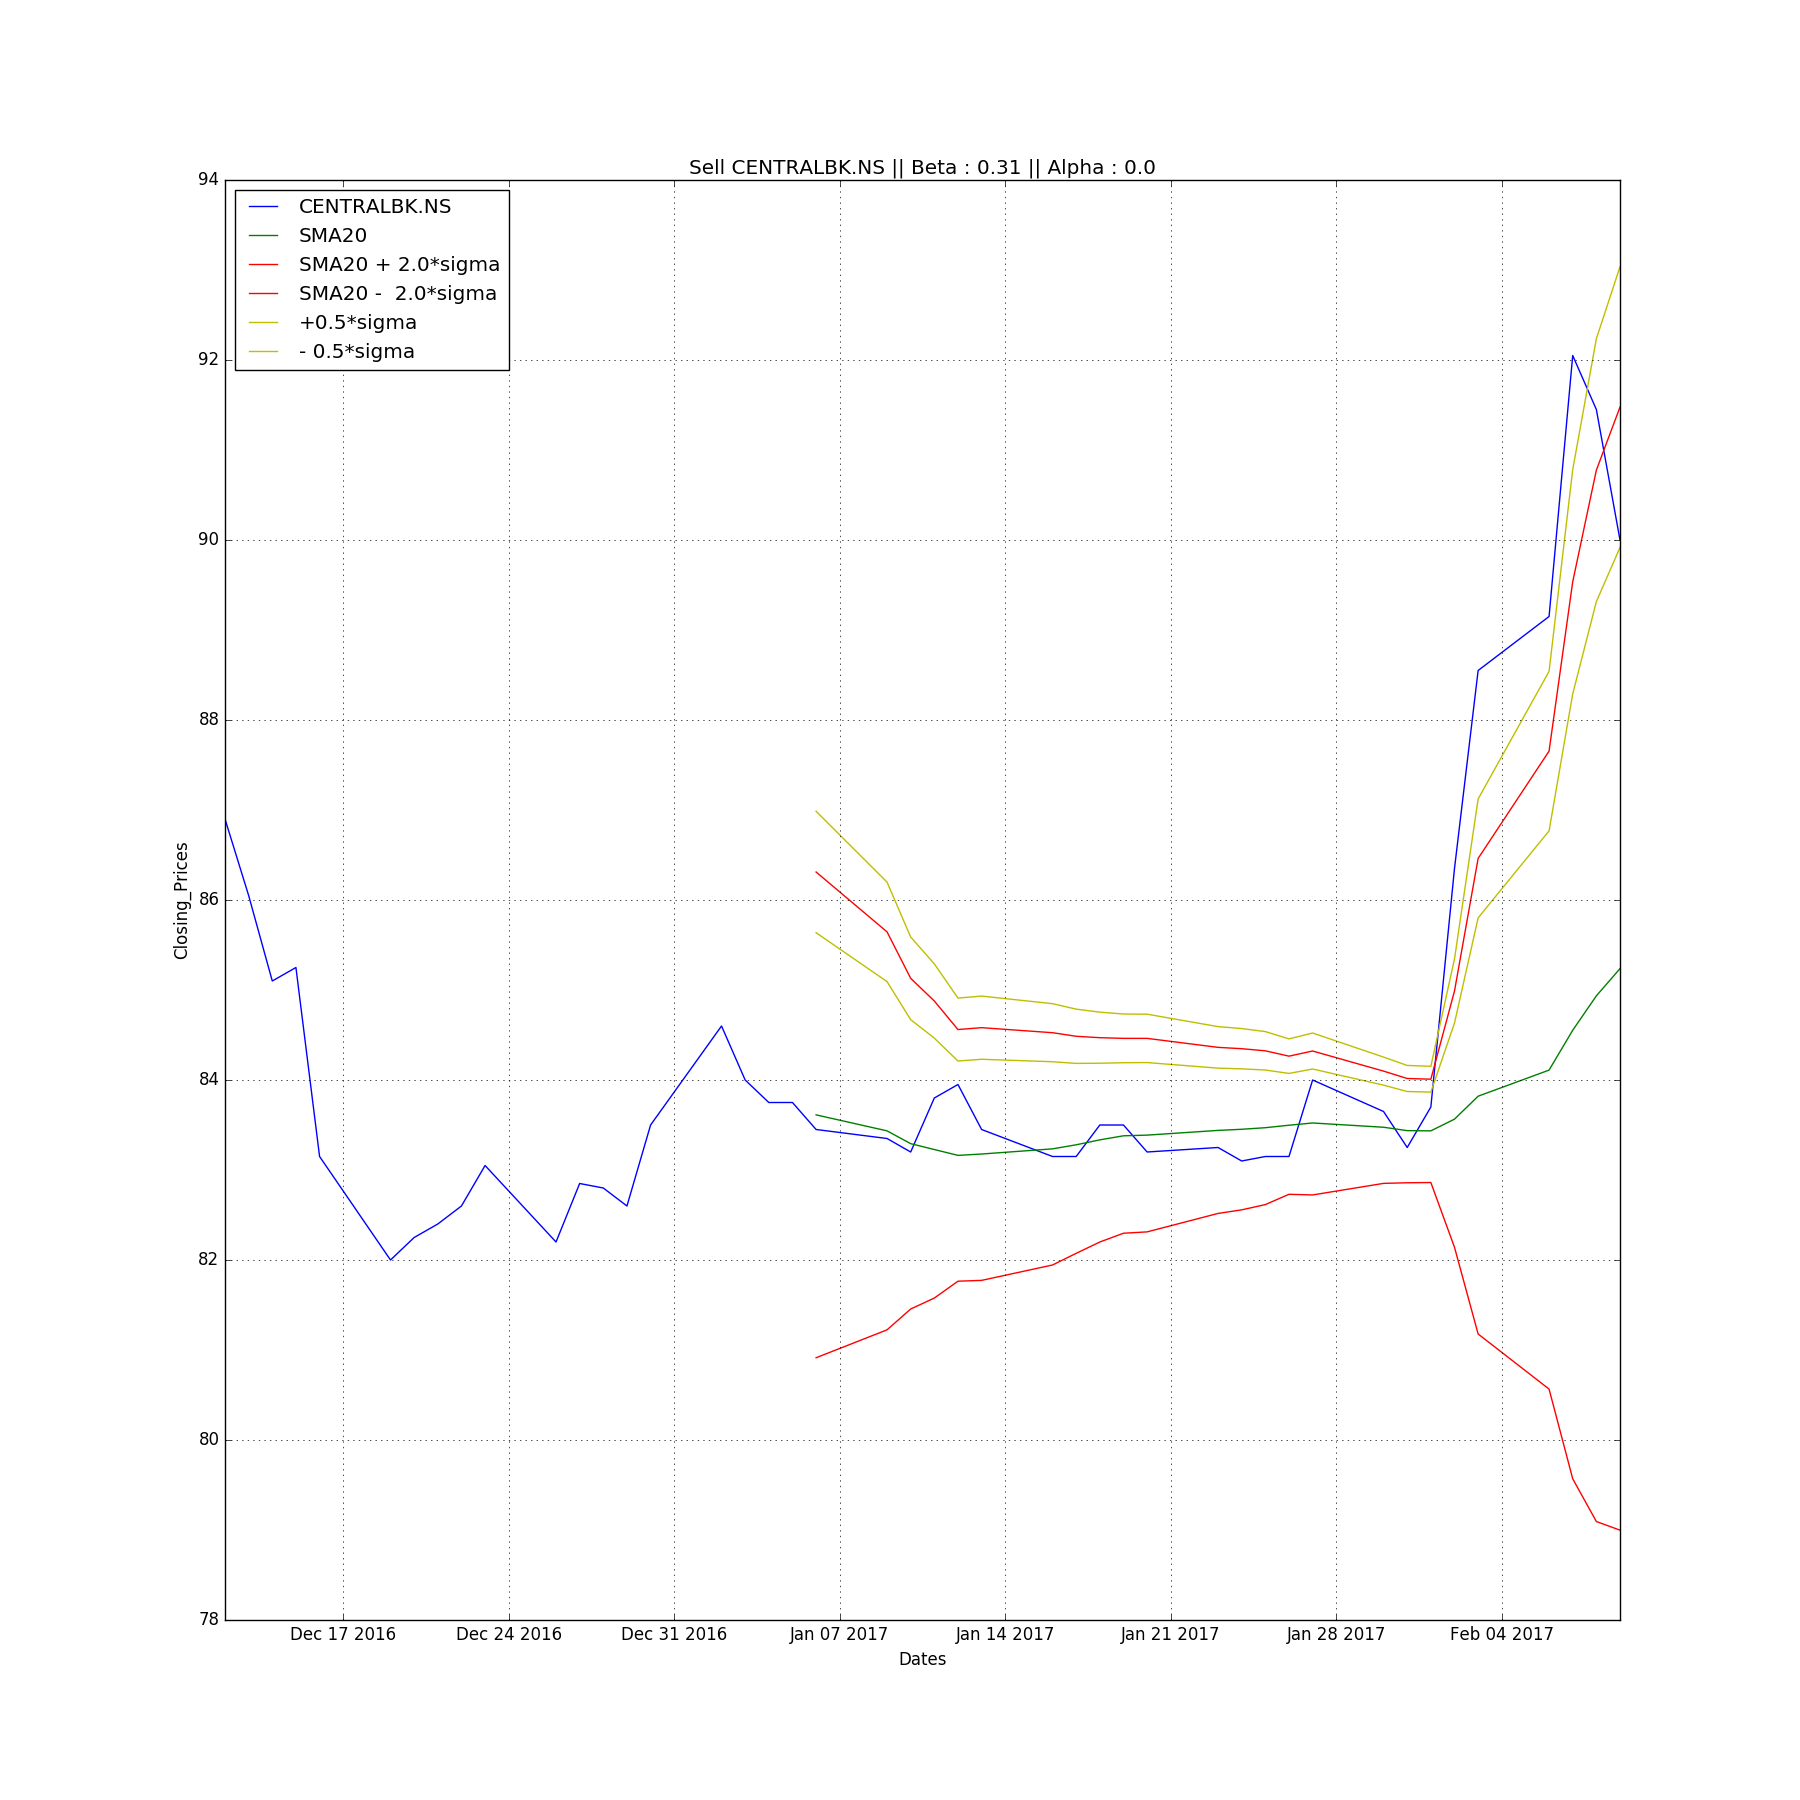 Sell CENTRALBK.NS || Beta : 0.31 || Alpha : 0.0
CENTRALBK.NS
SMA20
SMA20 + 2.0*sigma
SMA20 -  2.0*sigma
+0.5*sigma
- 0.5*sigma
94
92
90
88
86
84
82
80
78
Closing_Prices
Dec 17 2016
Dec 24 2016
Dec 31 2016
Jan 07 2017
Jan 14 2017
Jan 21 2017
Jan 28 2017
Feb 04 2017
Dates